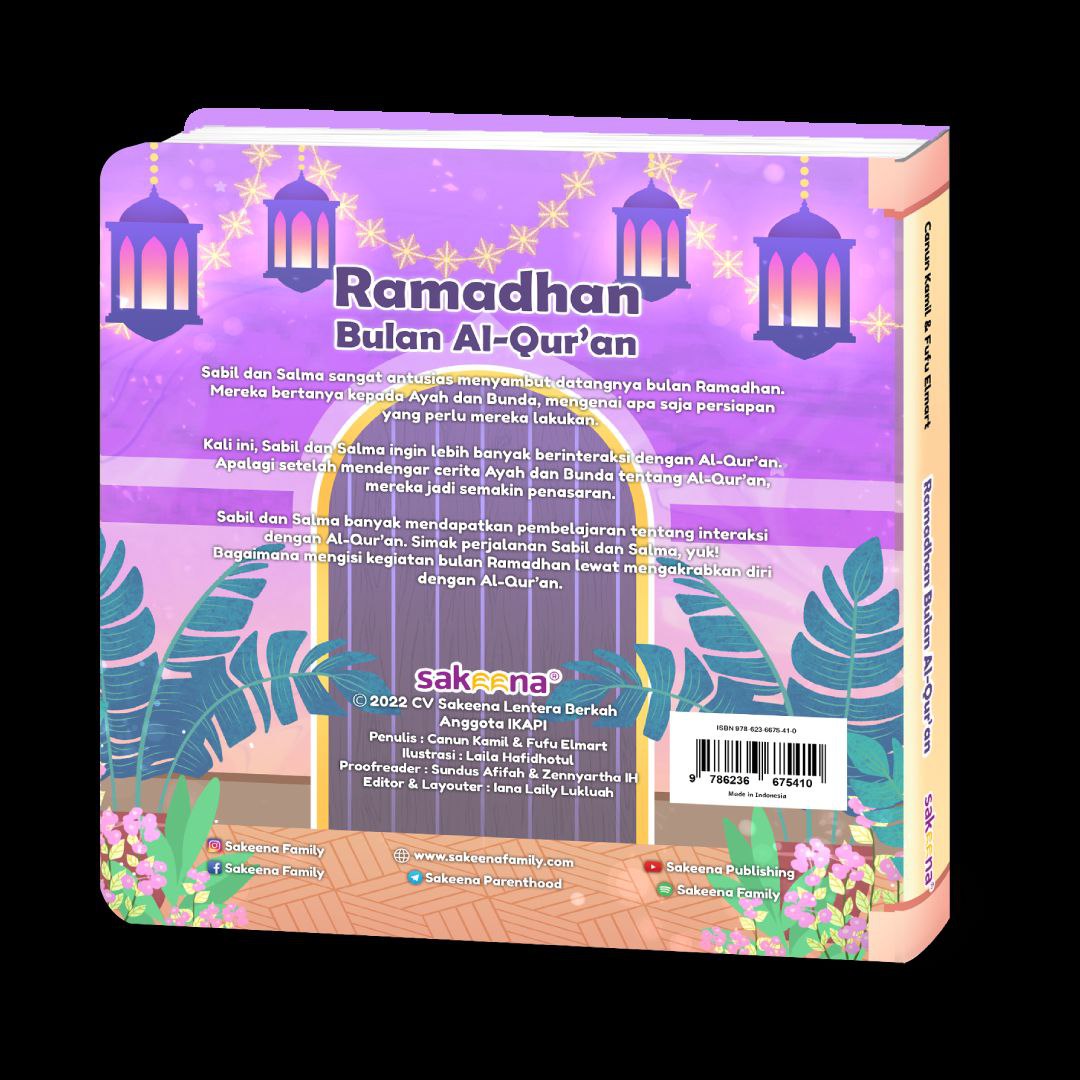 Ramadhan
Bulan Al-Qur'an
Sabil dan Salma sangat antusias menyambut datangnya bulan Ramadhan.
Mereka bertanya kepada Ayah dan Bunda, mengenai apa saja persiapan
yang perlu mereka lakukan.
Kali ini, Sabil dan Salma ingin lebih banyak berinteraksi dengan Al-Qur'an.
Apalagi setelah mendengar cerita Ayah dan Bunda tentang Al-Qur'an,
mereka jadi semakin penasaran.
Sabil dan Salma banyak mendapatkan pembelajaran tentang interaksi
dengan Al-Qur'an. Simak perjalanan Sabil dan Salma, yuk!
Bagaimana mengisi kegiatan bulan Ramadhan lewat mengakrabkan diri
dengan Al-Qur'an.
sakeena®
© 2022 CV Sakeena Lentera Berkah
Anggota IKAPI
Penulis : Canun Kamil & Fufu Elmart
Ilustrasi : Laila Hafidhotul
Proofreader : Sundus Afifah & Zennyartha IH
Editor & Layouter : Iana Laily Lukluah
ISBN 978-623-6675-41-0
9 786236 675410
Made in Indonesia
Sakeena Family
Sakeena Family
www.sakeenafamily.com
Sakeena Parenthood
Sakeena Publishing
Sakeena Family
Canun Kamil & Fufu Elmart
Ramadhan Bulan Al-Qur'an
sakeena®